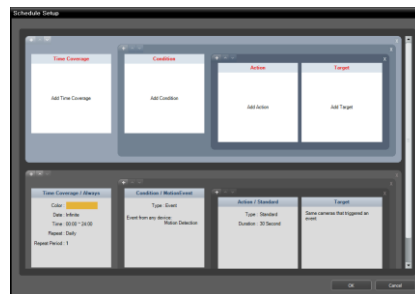 Schedule Setup
Time Coverage
Condition
Action
Target
Add Time Coverage
Add Condition
Add Action
Add Target
Time Coverage / Always
Color :
Date : Infinite
Time : 00:00 ~ 24:00
Repeat : Daily
Repeat Period : 1
Condition / MotionEvent
Type : Event
Event from any device:
Motion Detection
Action / Standard
Type : Standard
Duration : 30 Second
Target
Same cameras that triggered an
event
OK
Cancel